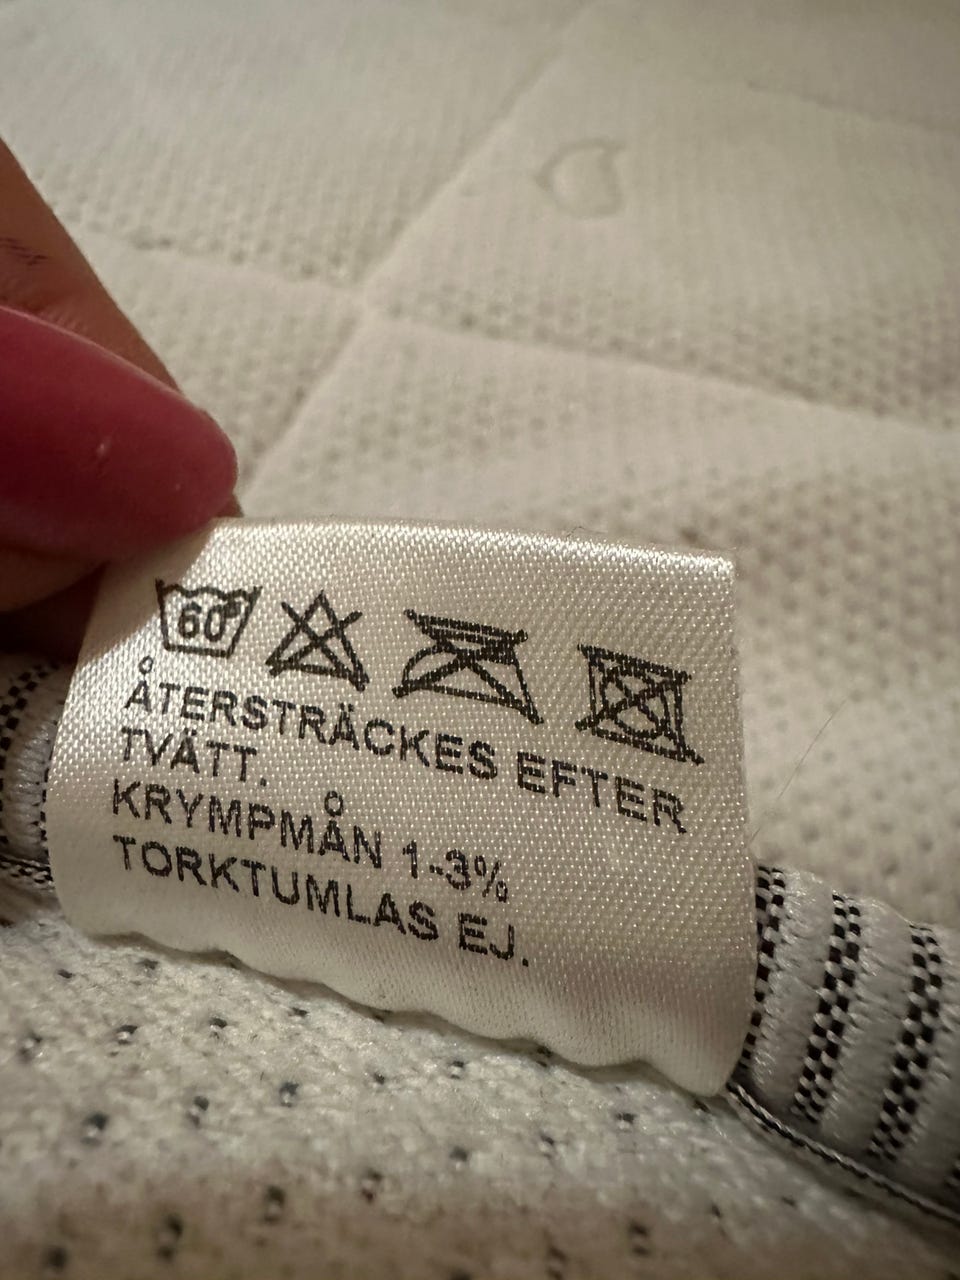 60°
ÅTERSTRÄCKES EFTER
TVÄTT.
KRYMPMÅN 1-3%
TORKTUMLAS EJ.